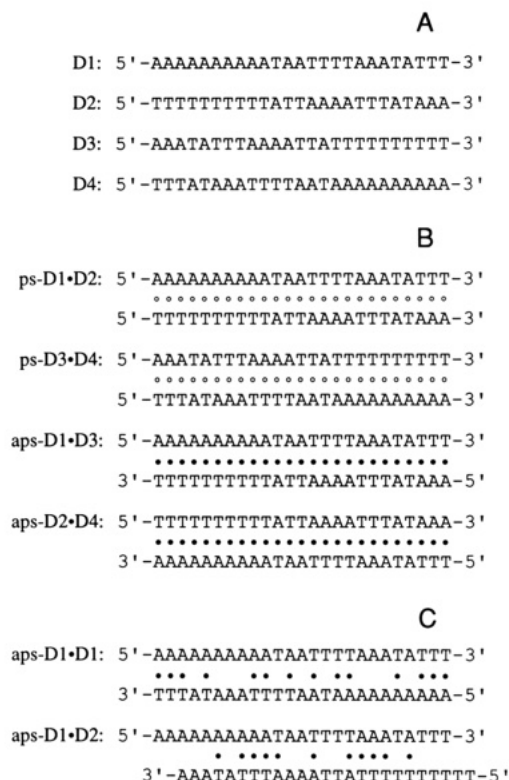 A
D1: 5'-AAAAAAAAAATAATTTTAAATATTT-3'
D2: 5'-TTTTTTTTTTATTAAAATTTATAAA-3'
D3: 5'-AAATATTTAAAATTATTTTTTTTTT-3'
D4: 5'-TTTATAAATTTTAATAAAAAAAAAA-3'
B
ps-D1•D2: 5'-AAAAAAAAAATAATTTTAAATATTT-3'
5'-TTTTTTTTTTATTAAAATTTATAAA-3'
ps-D3•D4: 5'-AAATATTTAAAATTATTTTTTTTTT-3'
5'-TTTATAAATTTTAATAAAAAAAAAA-3'
aps-D1•D3: 5'-AAAAAAAAAATAATTTTAAATATTT-3'
3'-TTTTTTTTTTATTAAAATTTATAAA-5'
aps-D2•D4: 5'-TTTTTTTTTTATTAAAATTTATAAA-3'
3'-AAAAAAAAAATAATTTTAAATATTT-5'
C
aps-D1•D1: 5'-AAAAAAAAAATAATTTTAAATATTT-3'
3'-TTTATAAATTTTAATAAAAAAAAAA-5'
aps-D1•D2: 5'-AAAAAAAAAATAATTTTAAATATTT-3'
3'-AAATATTTAAAATTATTTTTTTTTT-5'